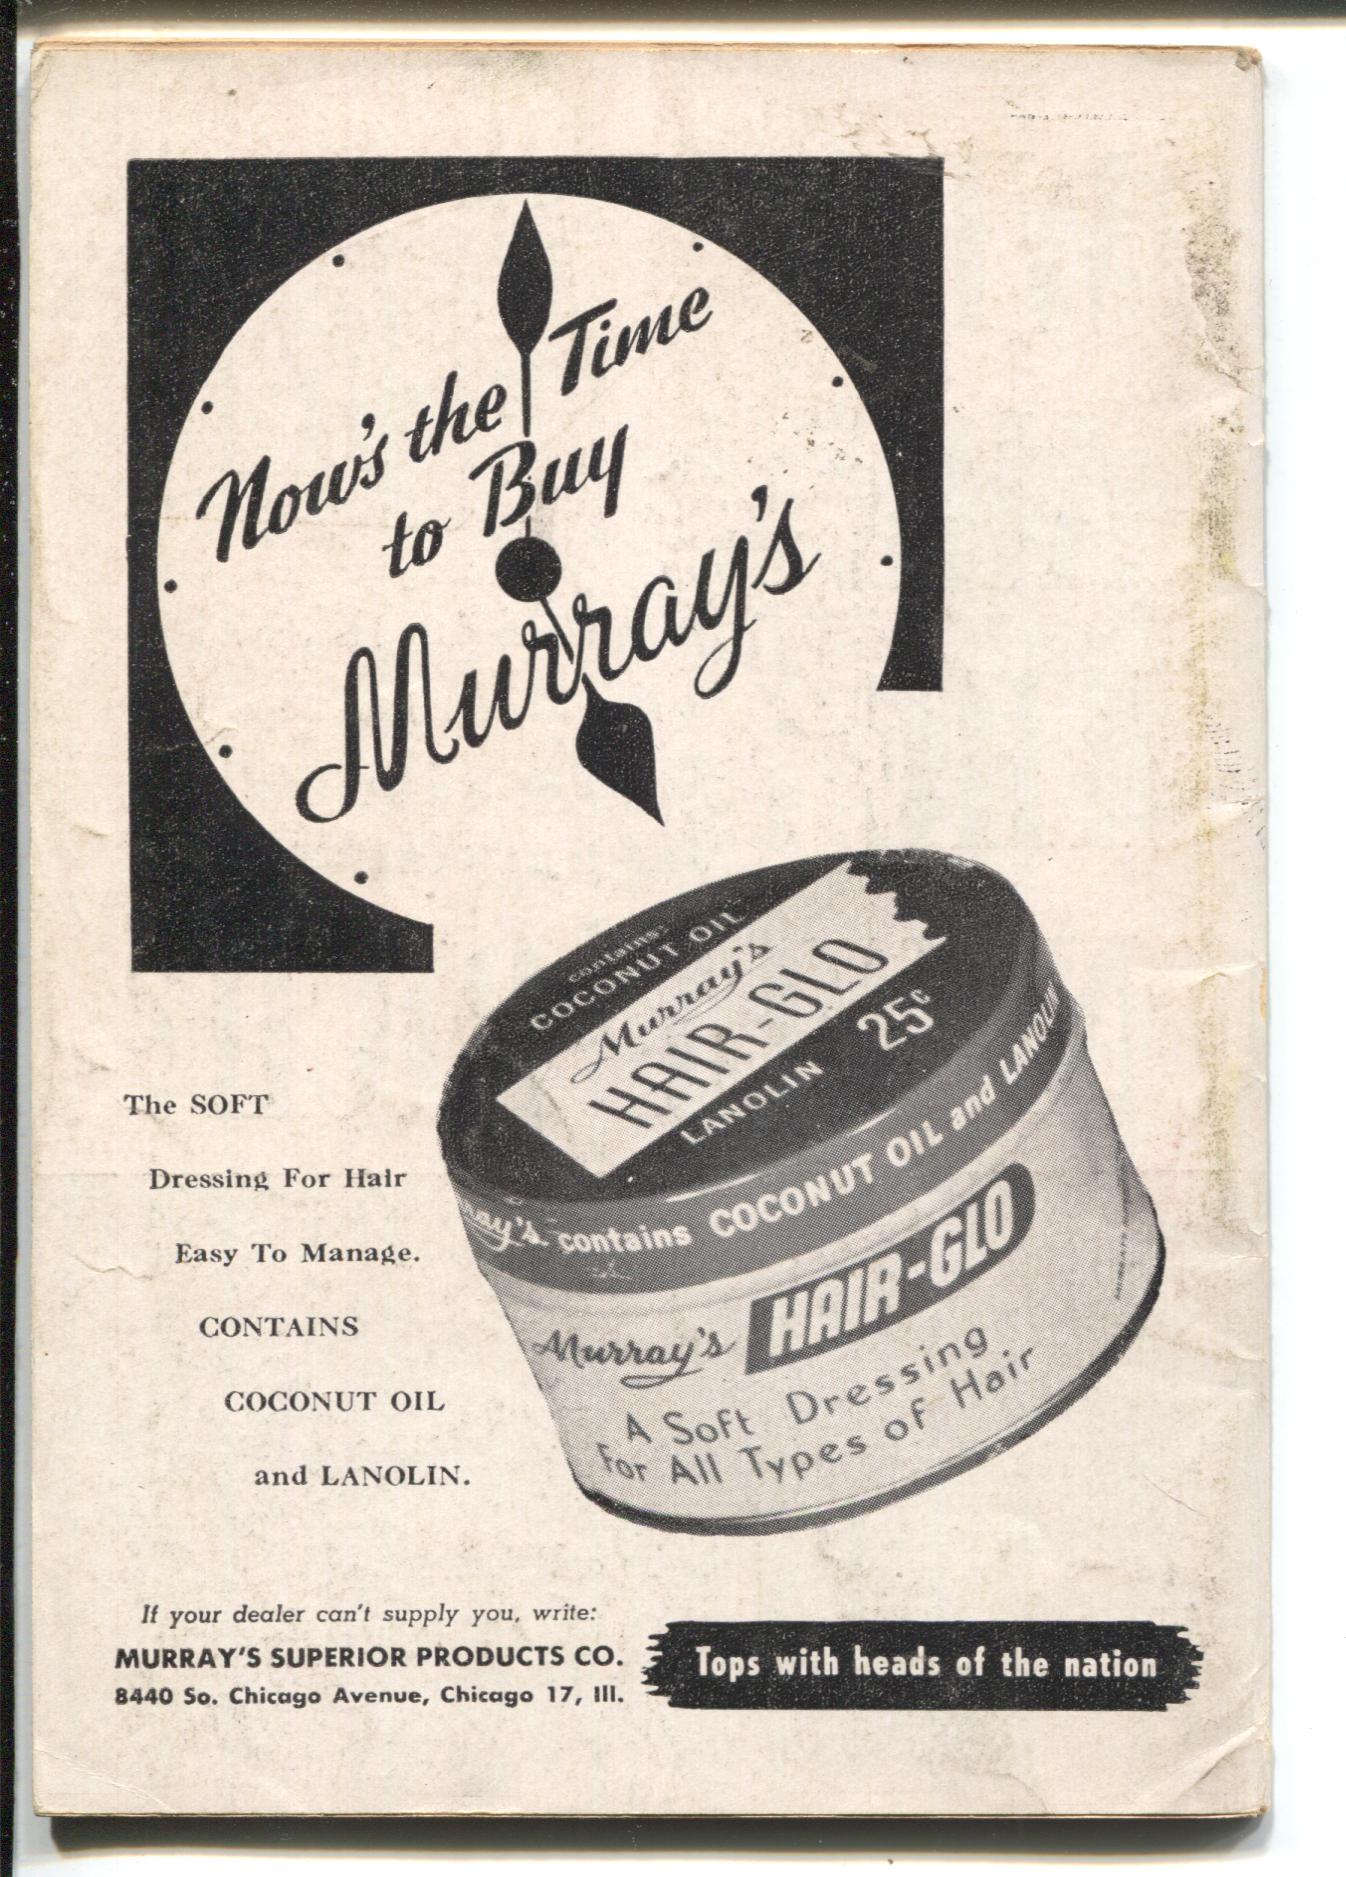 Now's the Time
to Buy
Murray's
contains:
COCONUT OIL
Murray's
HAIR-GLO
LANOLIN
25¢
contains COCONUT OIL and LANOLIN
Murray's HAIR-GLO
A Soft Dressing
For All Types of Hair
The SOFT
Dressing For Hair
Easy To Manage.
CONTAINS
COCONUT OIL
and LANOLIN.
If your dealer can't supply you, write:
MURRAY'S SUPERIOR PRODUCTS CO.
8440 So. Chicago Avenue, Chicago 17, Ill.
Tops with heads of the nation